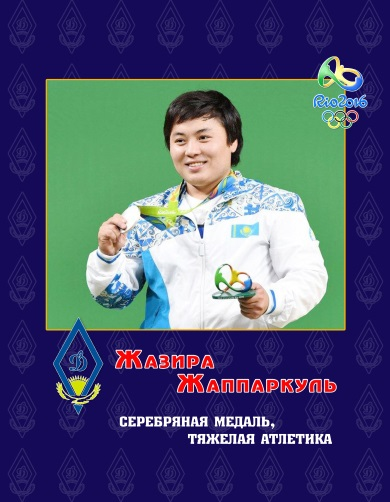 Rio2016
Жазира
Жаппаркуль
СЕРЕБРЯНАЯ МЕДАЛЬ,
ТЯЖЕЛАЯ АТЛЕТИКА